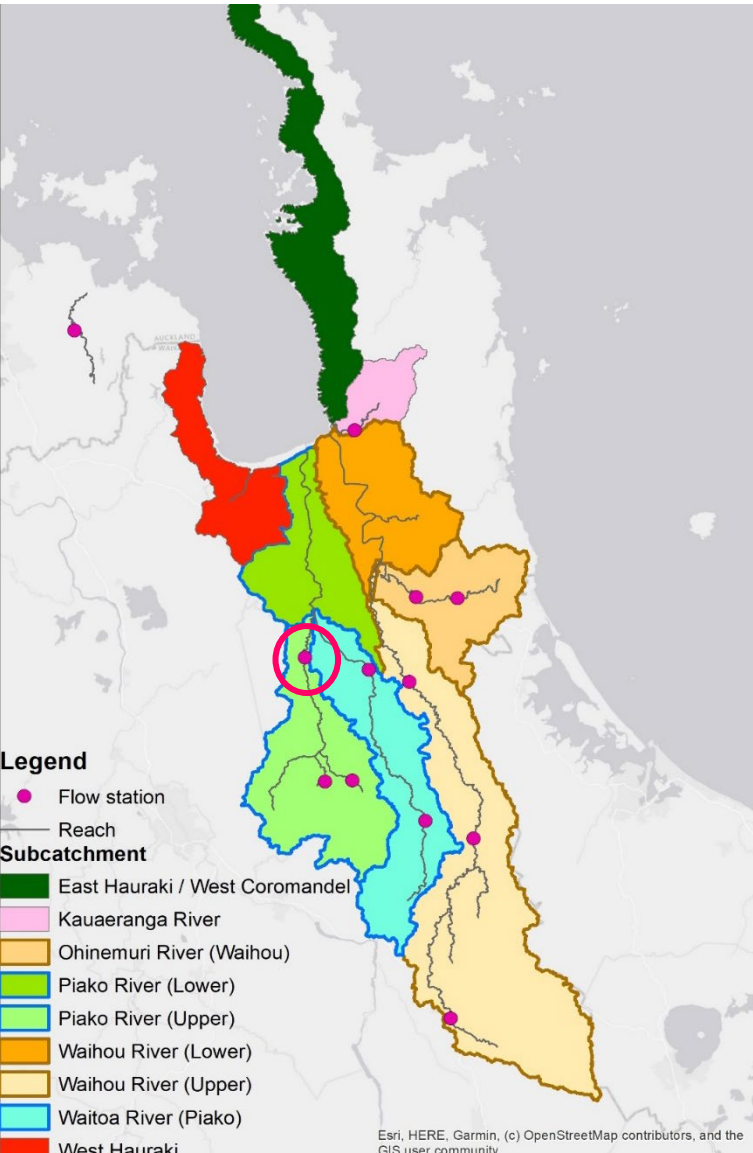 AUCKLAND
WAIK
Legend
Flow station
Reach
Subcatchment
East Hauraki / West Coromandel
Kauaeranga River
Ohinemuri River (Waihou)
Piako River (Lower)
Piako River (Upper)
Waihou River (Lower)
Waihou River (Upper)
Waitoa River (Piako)
West Hauraki
Esri, HERE, Garmin, (c) OpenStreetMap contributors, and the
GIS user community